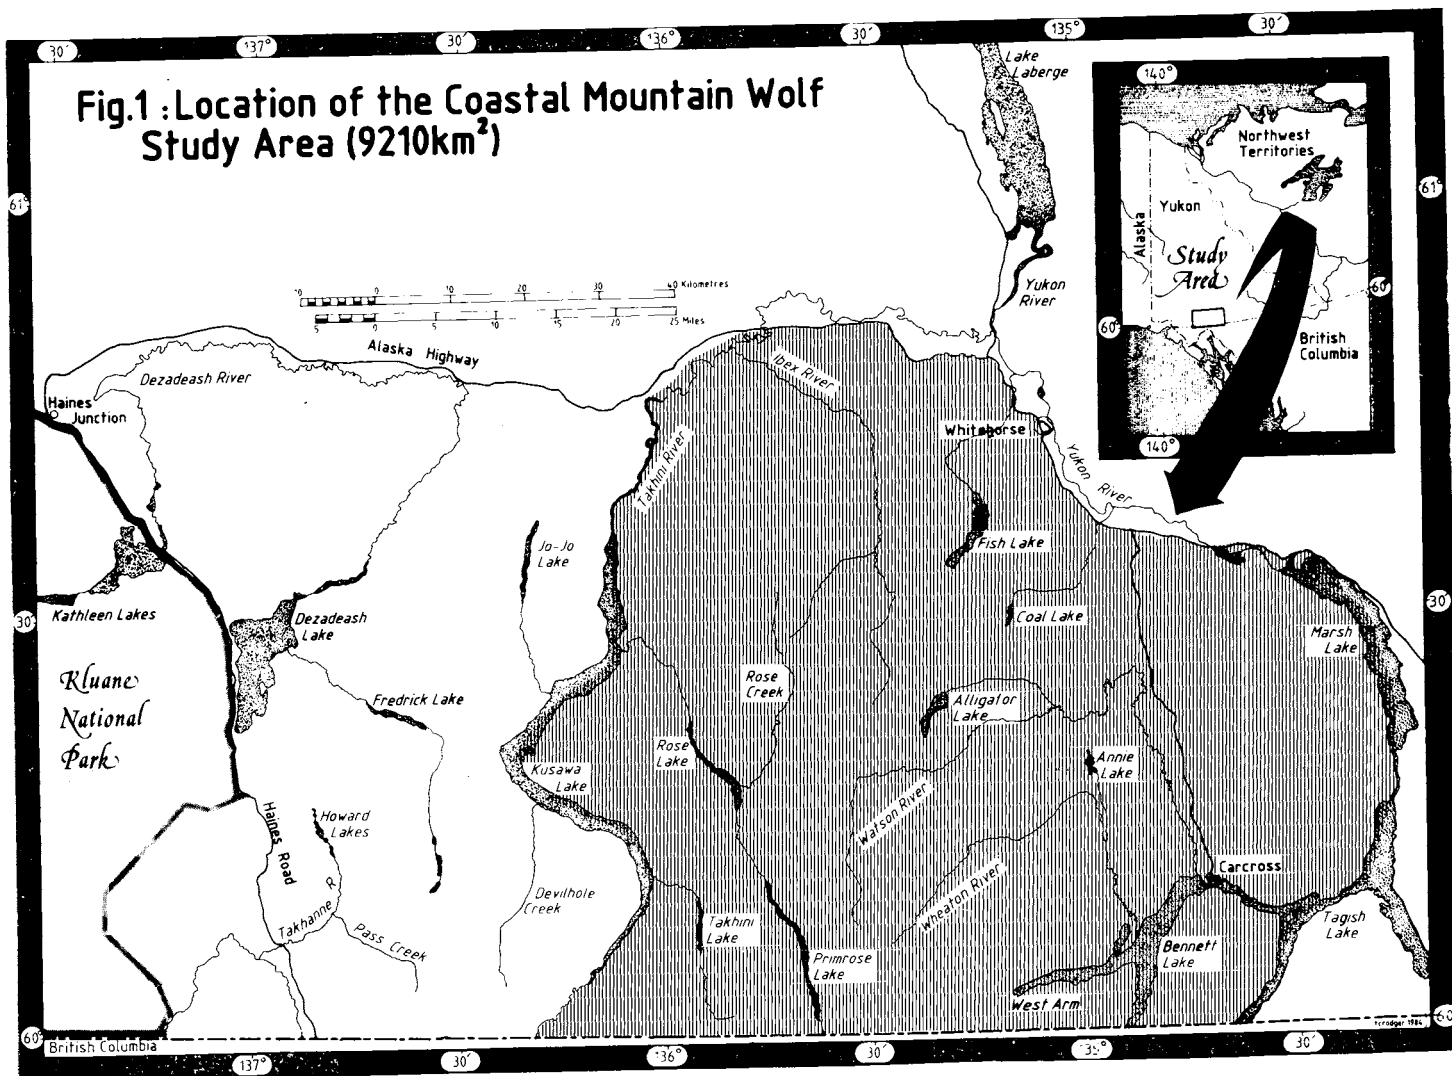 30'
137°
30'
136°
30'
135°
30'
Fig.1 : Location of the Coastal Mountain Wolf
Study Area (9210km²)
Lake
Laberge
140°
Northwest
Territories
Yukon
Alaska
Study
Area
60°
60°
British
Columbia
140°
61°
61°
Yukon
River
10 0 10 20 30 40 Kilometres
5 0 5 10 15 20 25 Miles
Alaska Highway
Ibex River
Dezadeash River
Haines
Junction
Whitehorse
Takhini River
Yukon River
Jo-Jo
Lake
Fish Lake
Kathleen Lakes
30'
30'
Dezadeash
Lake
Coal Lake
Marsh
Lake
Kluane
National
Park
Fredrick Lake
Rose
Creek
Alligator
Lake
Rose
Lake
Annie
Lake
Kusawa
Lake
Howard
Lakes
Haines Road
Watson River
Wheaton River
Carcross
Devilhole
Creek
Takhanne R
Pass Creek
Takhini
Lake
Tagish
Lake
Bennett
Lake
Primrose
Lake
West Arm
60°
60°
British Columbia
137°
30'
136°
30'
135°
30'